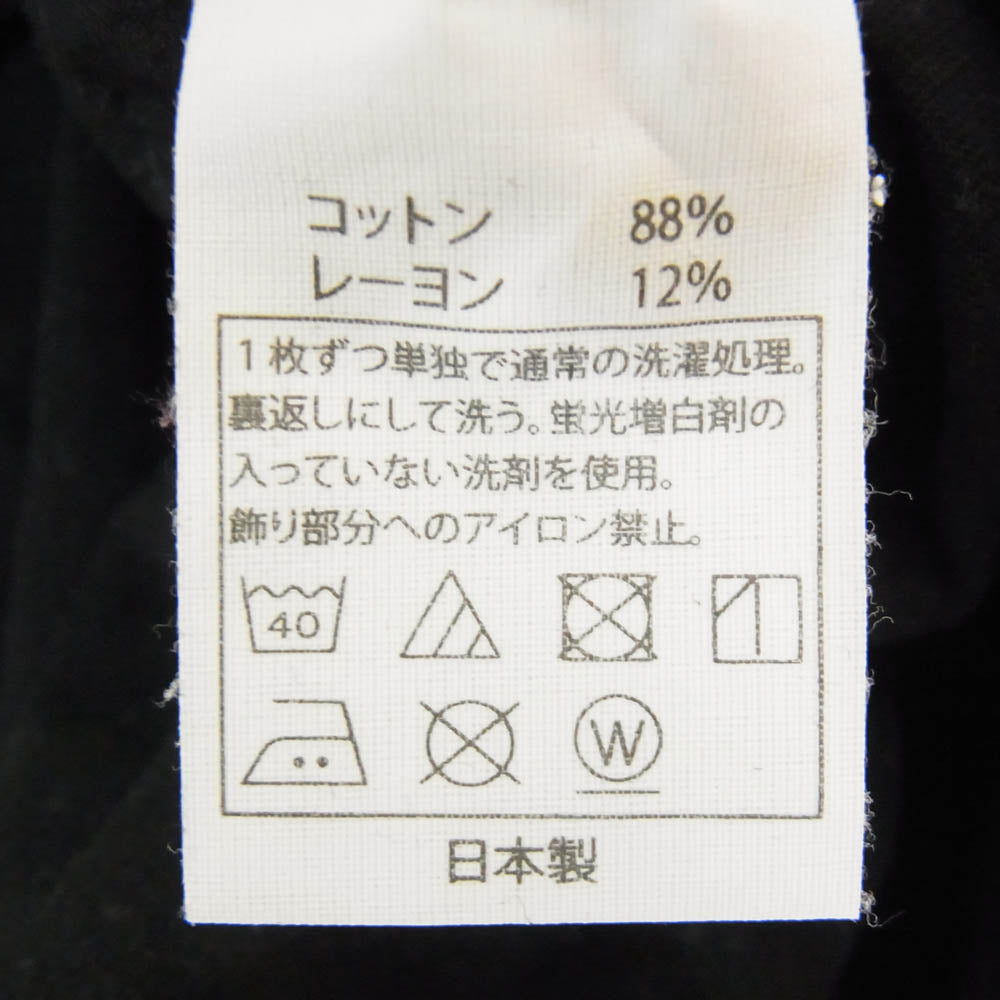 コットン 88%
レーヨン 12%
1枚ずつ単独で通常の洗濯処理。
裏返しにして洗う。蛍光増白剤の
入っていない洗剤を使用。
飾り部分へのアイロン禁止。
40
W
日本製